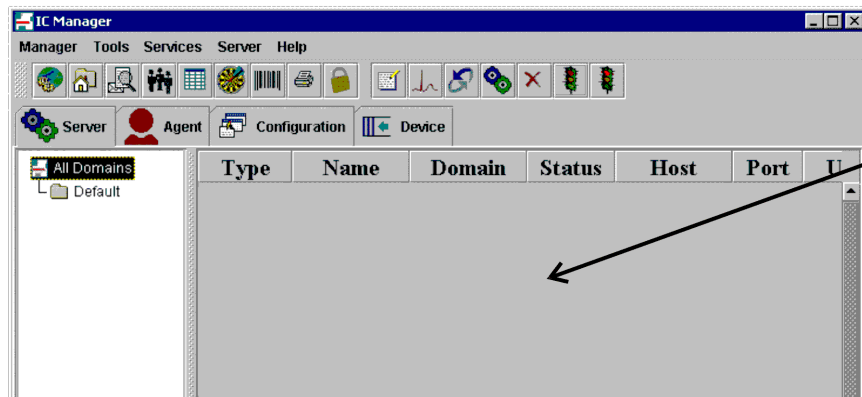 IC Manager
Manager Tools Services Server Help
Server Agent Configuration Device
All Domains
Default
Type Name Domain Status Host Port U